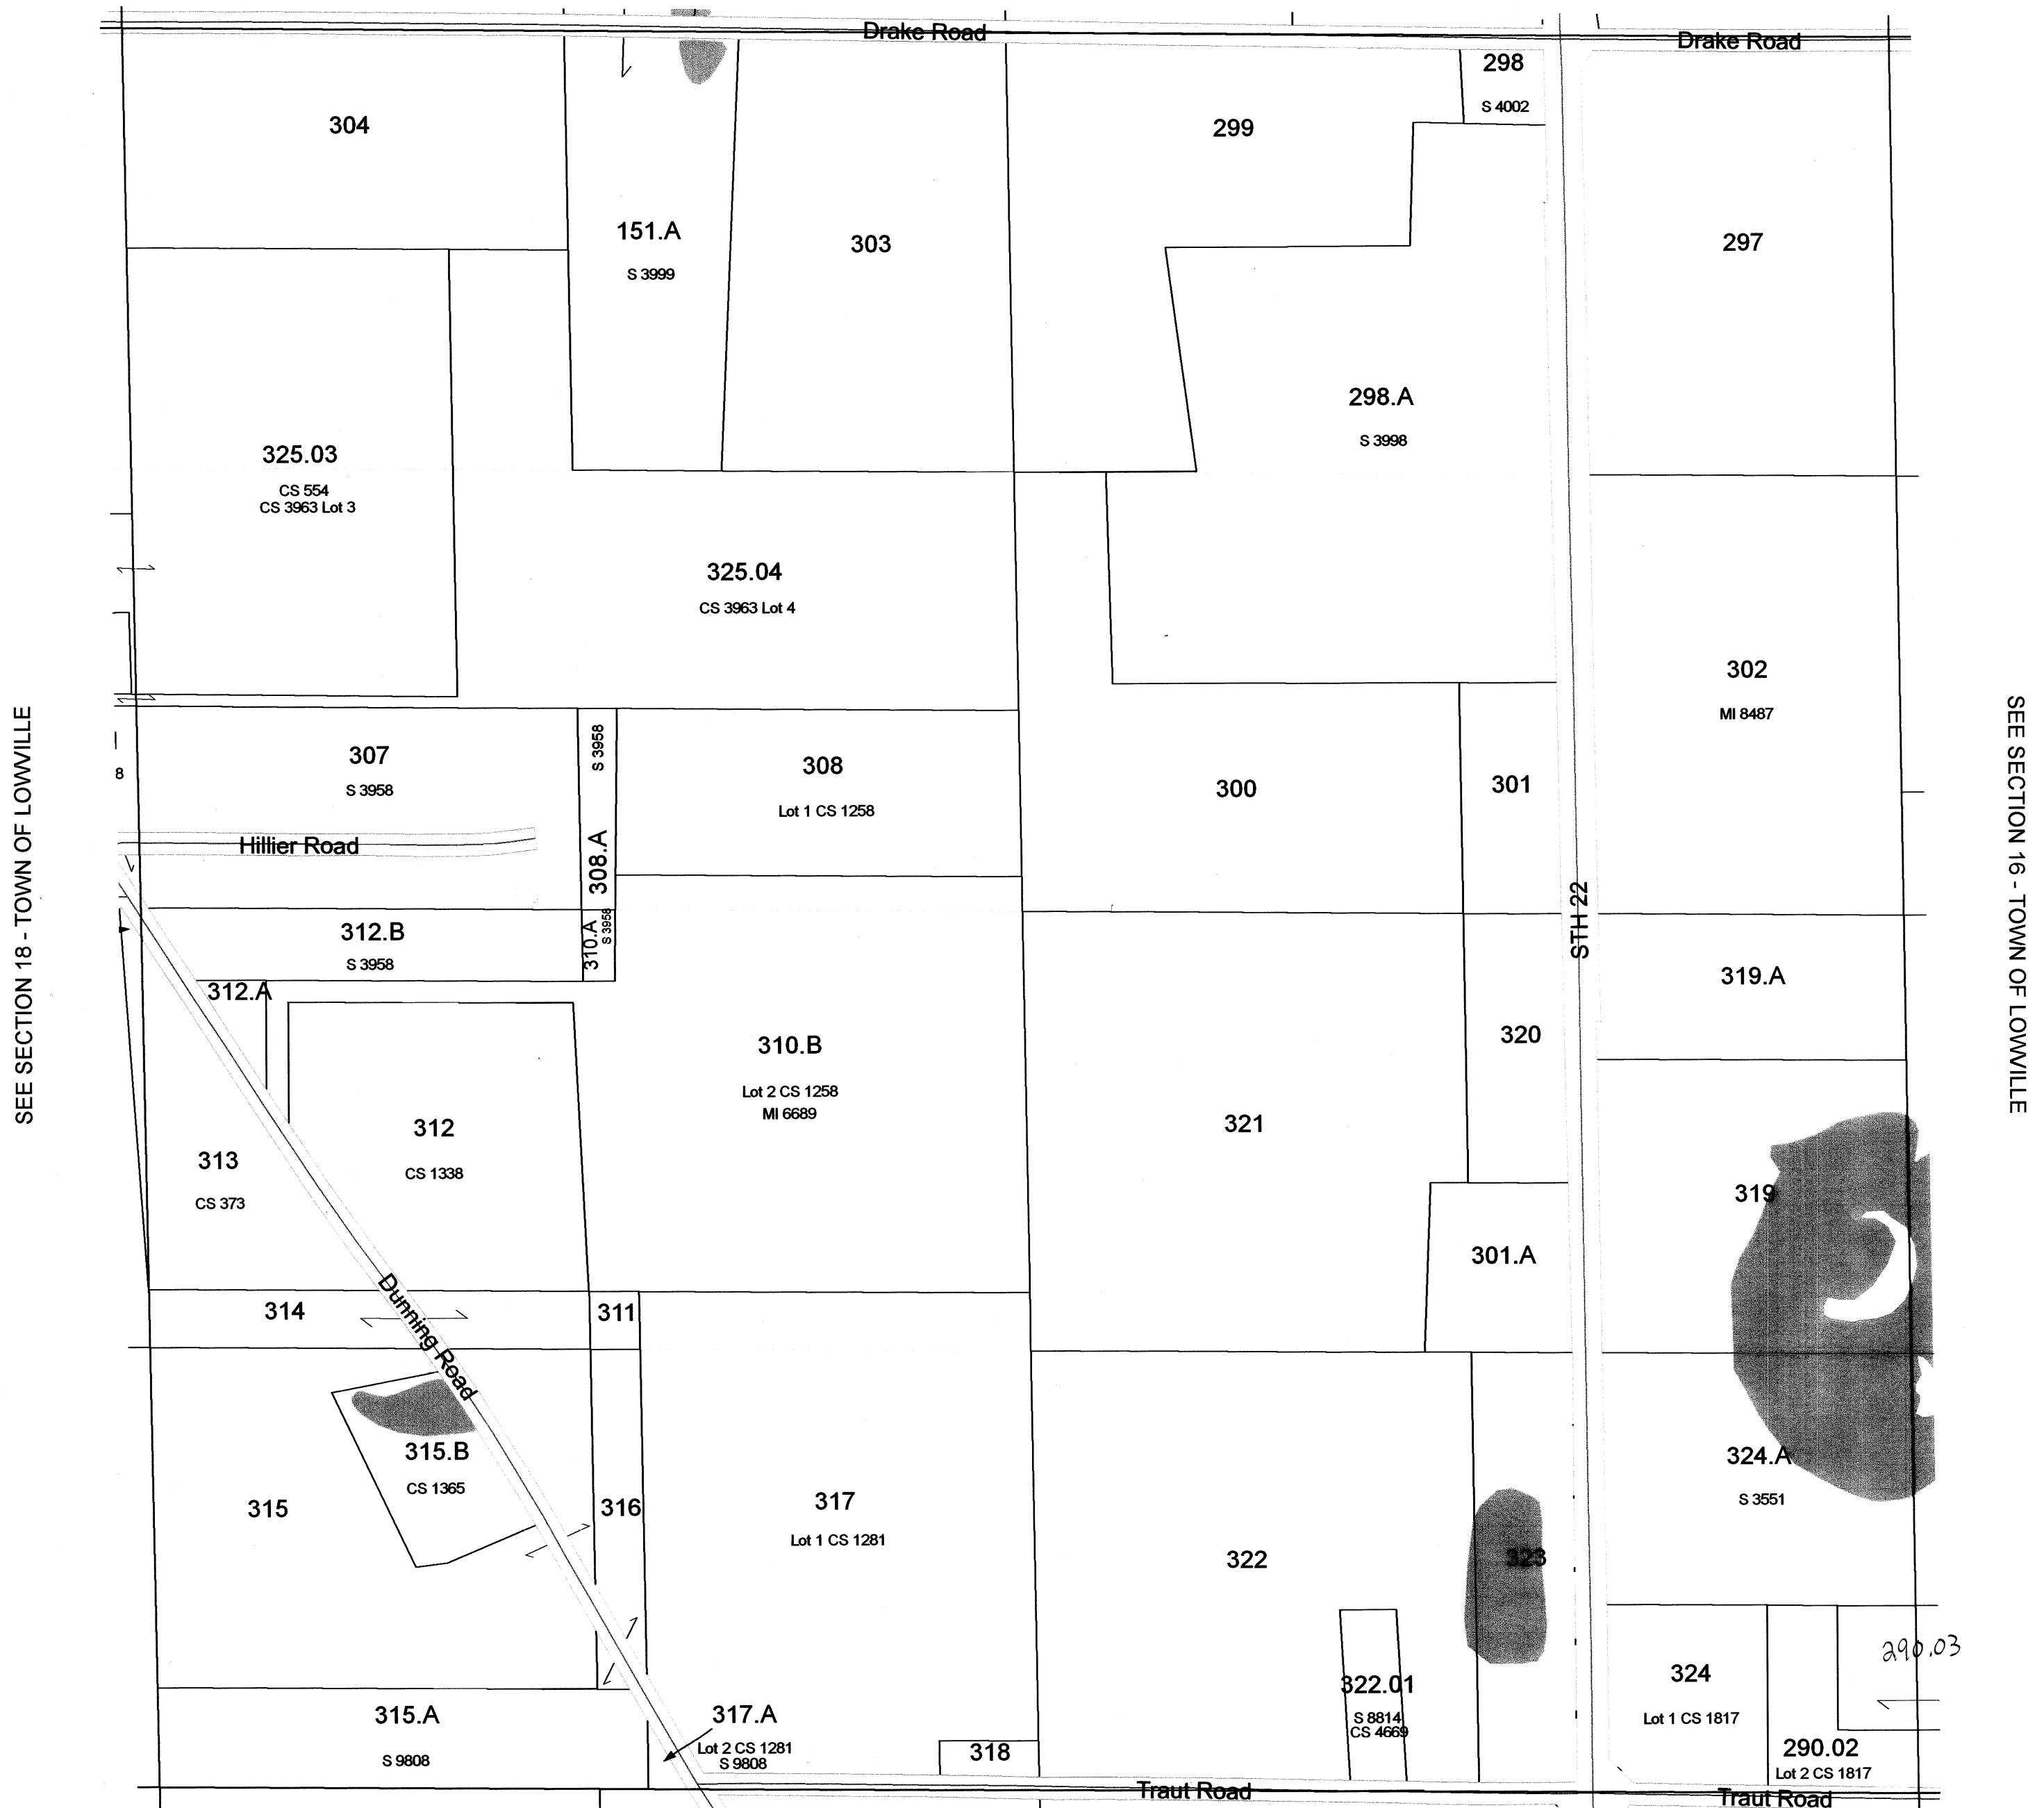 Drake Road
Drake Road
298
S 4002
304
299
151.A
S 3999
303
297
298.A
S 3998
325.03
CS 554
CS 3963 Lot 3
325.04
CS 3963 Lot 4
302
MI 8487
SEE SECTION 18 - TOWN OF LOWVILLE
SEE SECTION 16 - TOWN OF LOWVILLE
8
307
S 3958
S 3958
308.A
308
Lot 1 CS 1258
300
301
Hillier Road
STH 22
312.B
S 3958
310.A
S 3958
312.A
319.A
320
310.B
Lot 2 CS 1258
MI 6689
321
312
CS 1338
313
CS 373
319
301.A
Dunning Road
314
311
315.B
CS 1365
315
316
317
Lot 1 CS 1281
322
323
324.A
S 3551
290.03
322.01
S 8814
CS 4669
324
Lot 1 CS 1817
315.A
S 9808
317.A
Lot 2 CS 1281
S 9808
318
290.02
Lot 2 CS 1817
Traut Road
Traut Road